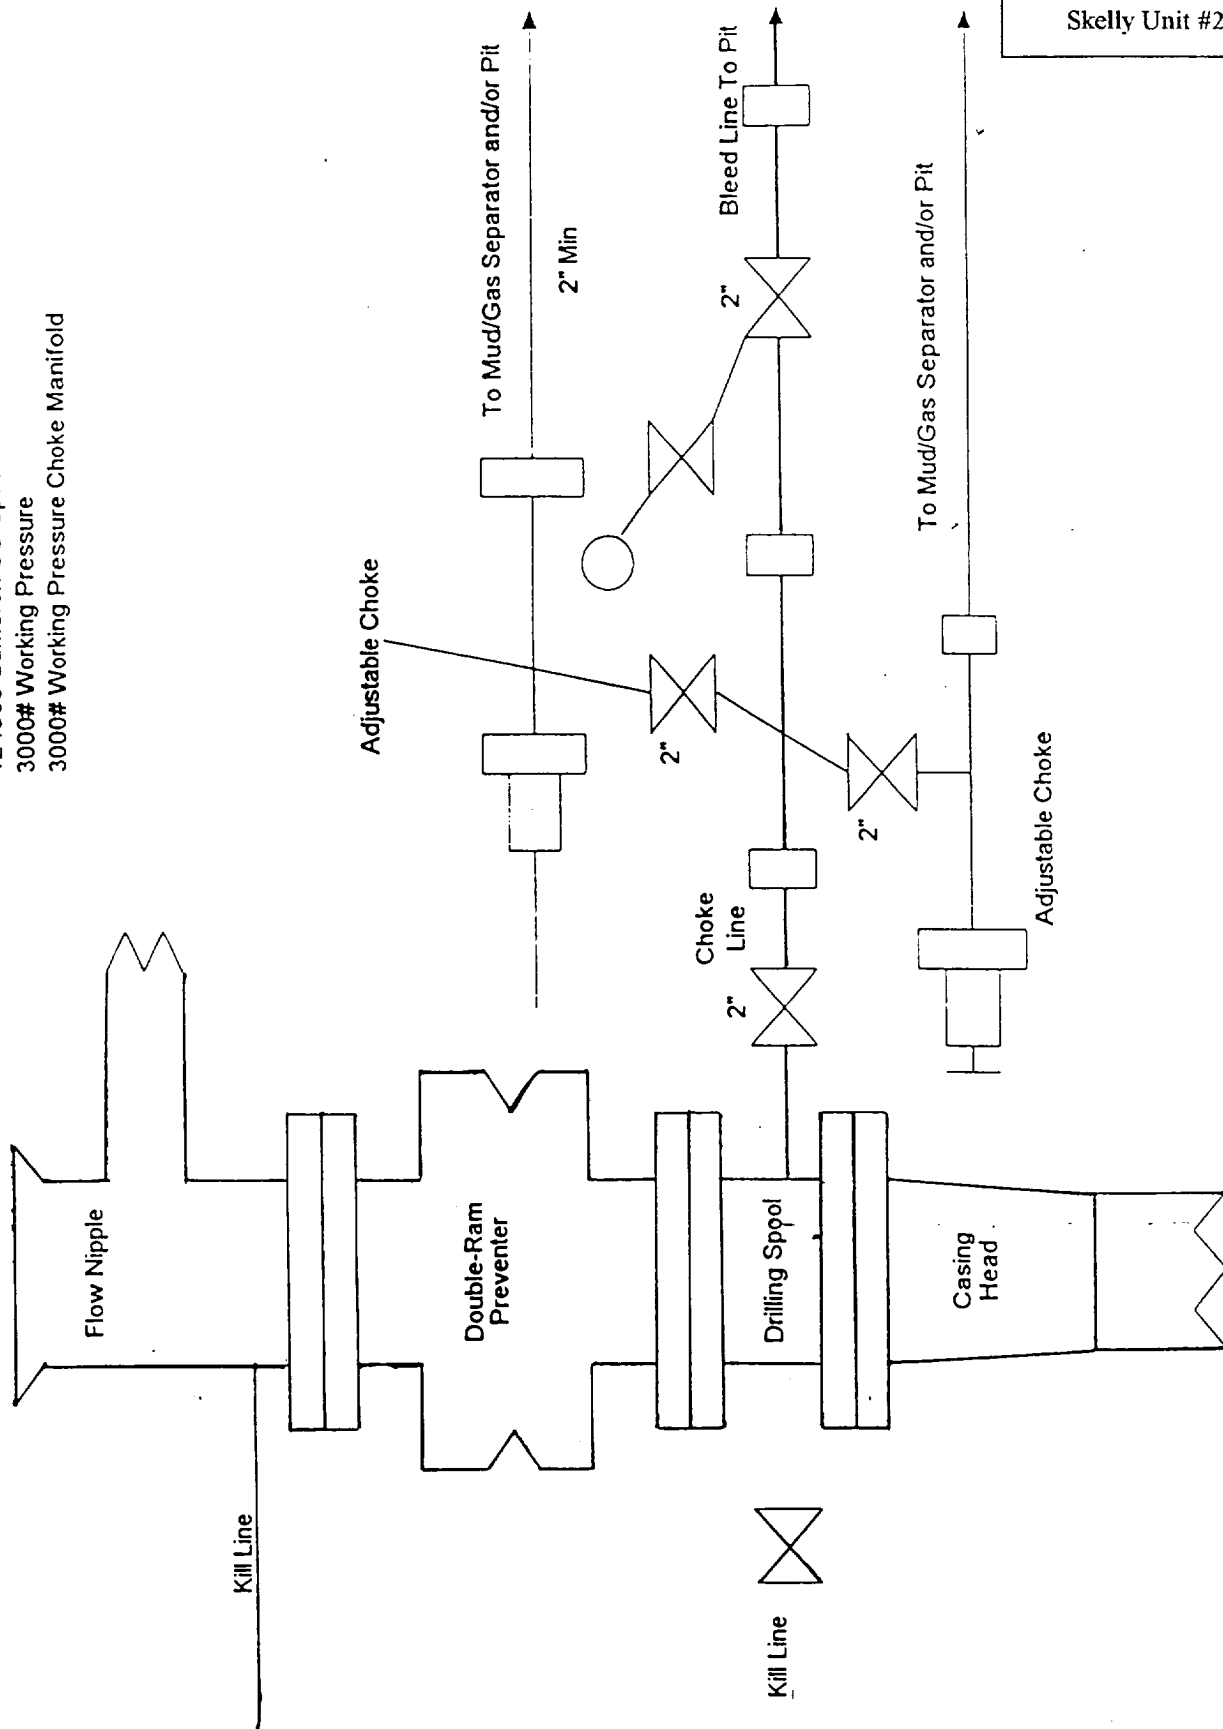 Skelly Unit #2
3000# Working Pressure
3000# Working Pressure Choke Manifold
To Mud/Gas Separator and/or Pit
2" Min
Adjustable Choke
Bleed Line To Pit
2"
2"
2"
To Mud/Gas Separator and/or Pit
Adjustable Choke
Choke
Line
2"
Flow Nipple
Double-Ram
Preventer
Drilling Spool
Casing
Head
Kill Line
Kill Line